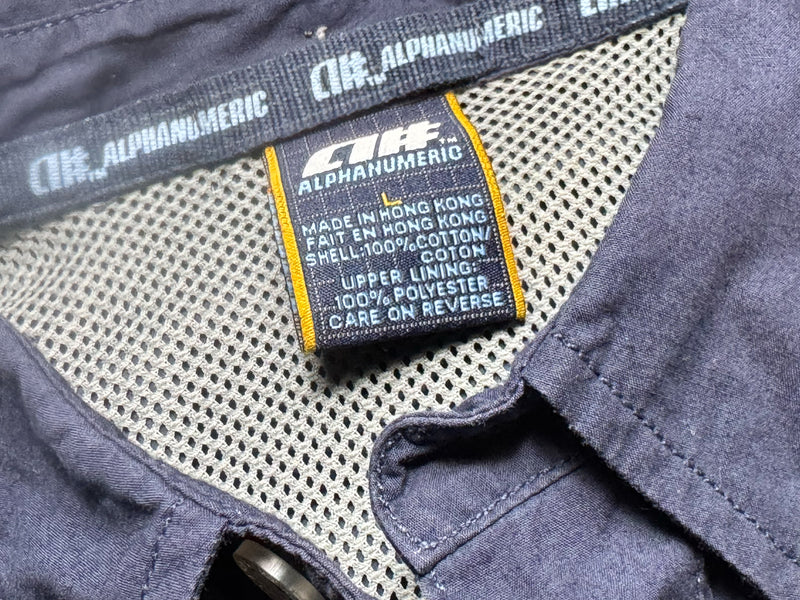 ALPHANUMERIC
ALPHANUMERIC
A#™
ALPHANUMERIC
L
MADE IN HONG KONG
FAIT EN HONG KONG
SHELL:100% COTTON/
COTON
UPPER LINING:
100% POLYESTER
CARE ON REVERSE